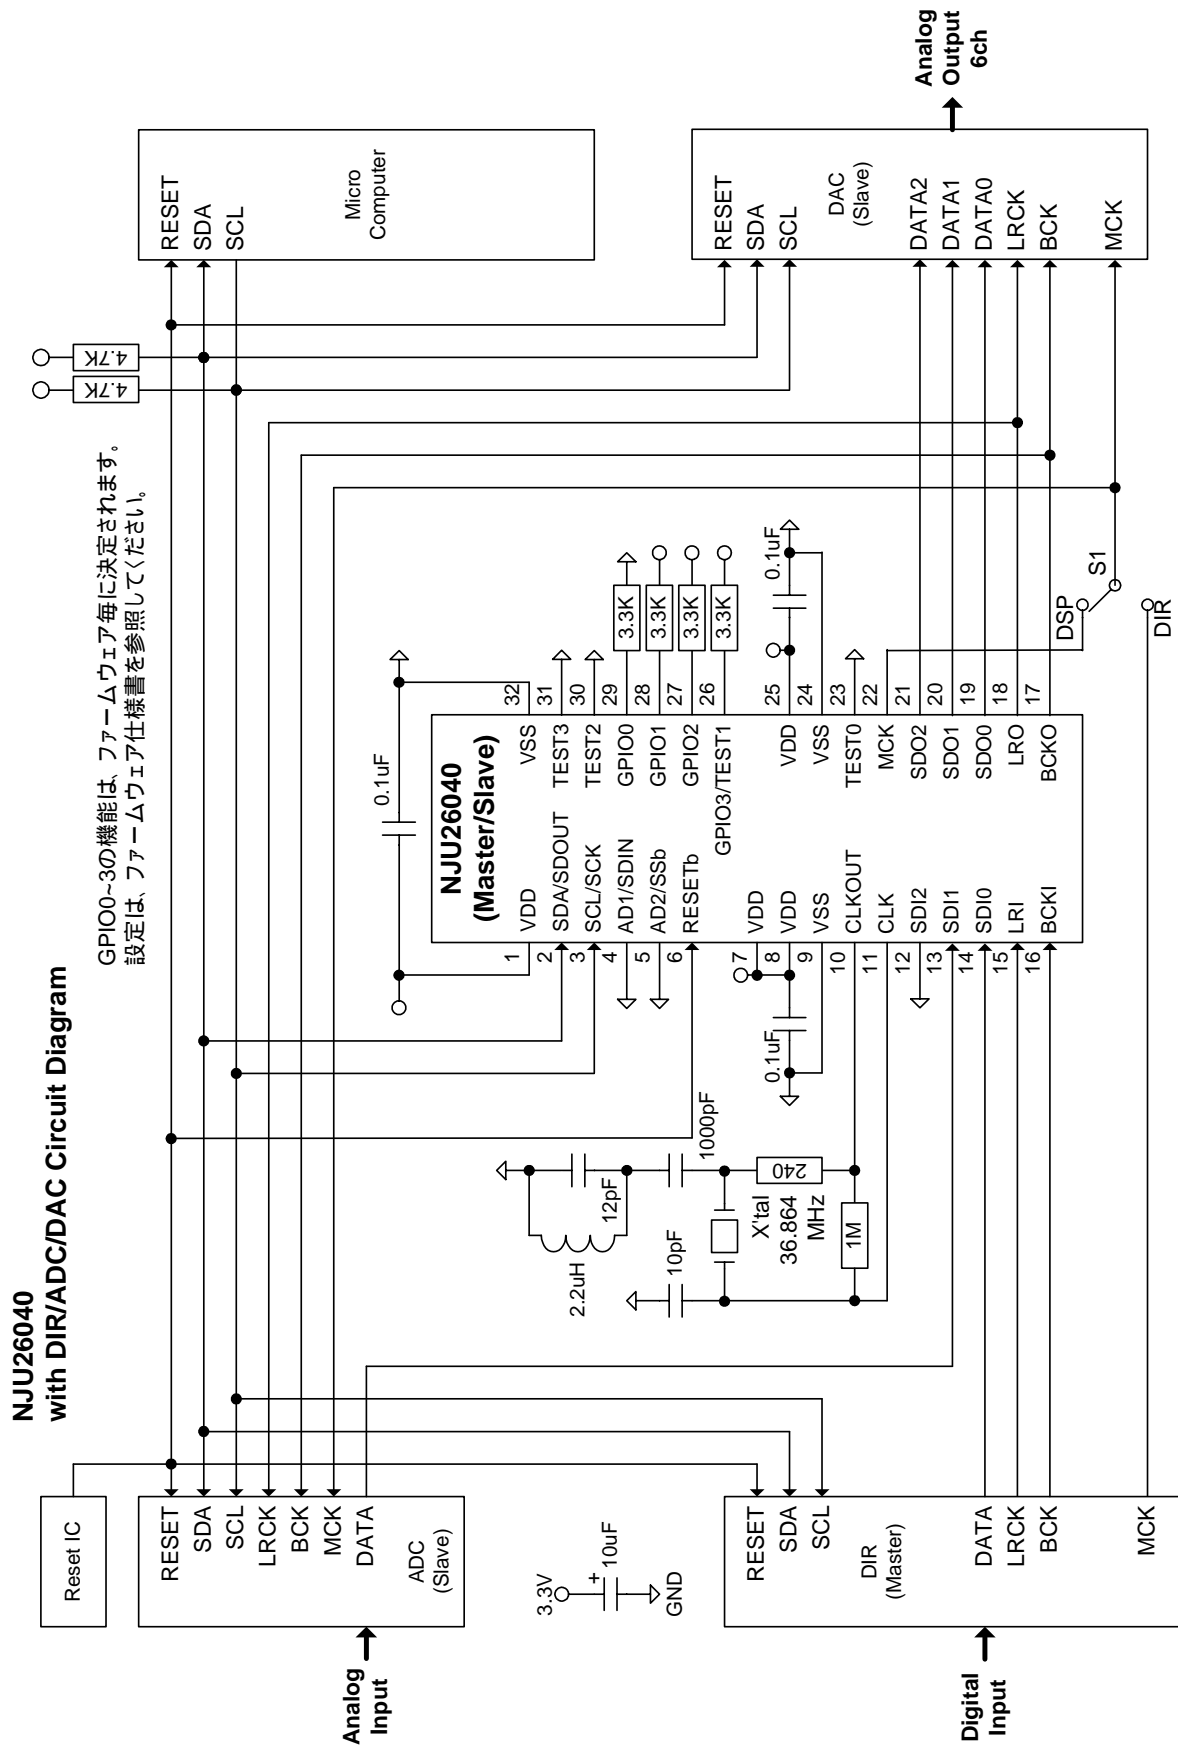 NJU26040
with DIR/ADC/DAC Circuit Diagram
GPIO0~3の機能は、ファームウェア毎に決定されます。
設定は、ファームウェア仕様書を参照してください。
Reset IC
RESET
SDA
SCL
LRCK
BCK
MCK
DATA
ADC
(Slave)
Analog
Input
3.3V
+
10uF
GND
RESET
SDA
SCL
DATA
LRCK
BCK
MCK
DIR
(Master)
Digital
Input
2.2uH
12pF
1000pF
10pF
X'tal
36.864
MHz
240
1M
0.1uF
0.1uF
0.1uF
NJU26040
(Master/Slave)
1 VDD
2 SDA/SDOUT
3 SCL/SCK
4 AD1/SDIN
5 AD2/SSb
6 RESETb
7 VDD
8 VDD
9 VSS
10 CLKOUT
11 CLK
12 SDI2
13 SDI1
14 SDI0
15 LRI
16 BCKI
VSS 32
TEST3 31
TEST2 30
GPIO0 29
GPIO1 28
GPIO2 27
GPIO3/TEST1 26
VDD 25
VSS 24
TEST0 23
MCK 22
SDO2 21
SDO1 20
SDO0 19
LRO 18
BCKO 17
3.3K
3.3K
3.3K
3.3K
DSP
S1
DIR
4.7K
4.7K
RESET
SDA
SCL
Micro
Computer
RESET
SDA
SCL
DAC
(Slave)
DATA2
DATA1
DATA0
LRCK
BCK
MCK
Analog
Output
6ch